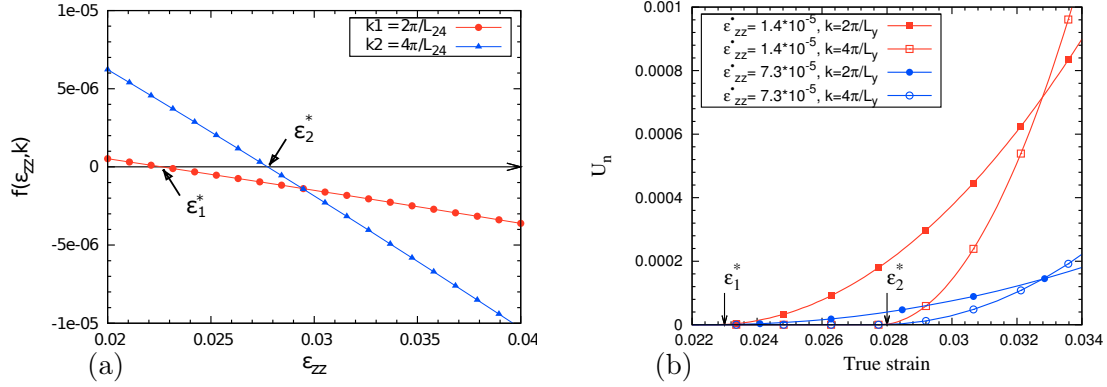 1e-05
5e-06
0
-5e-06
-1e-05
0.02
0.025
0.03
0.035
0.04
f(ε_zz,k)
ε_zz
k1 = 2π/L_24
k2 = 4π/L_24
ε_2^*
ε_1^*
(a)
0.001
0.0008
0.0006
0.0004
0.0002
0
0.022
0.024
0.026
0.028
0.03
0.032
0.034
U_n
True strain
ε^•_zz= 1.4*10^-5, k=2π/L_y
ε^•_zz= 1.4*10^-5, k=4π/L_y
ε^•_zz= 7.3*10^-5, k=2π/L_y
ε^•_zz= 7.3*10^-5, k=4π/L_y
ε_1^*
ε_2^*
(b)